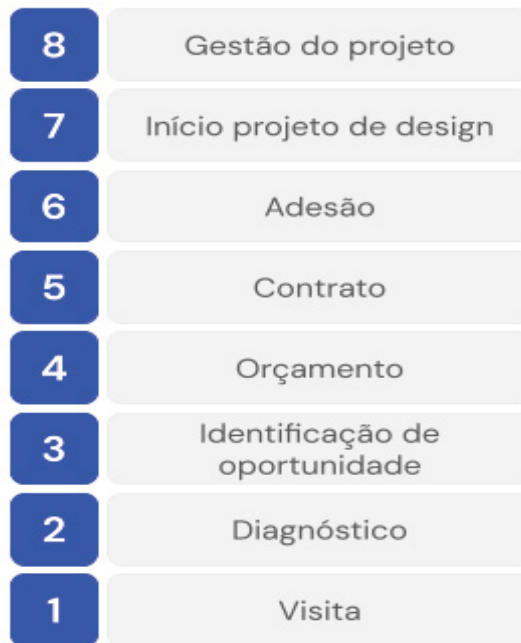 8 Gestão do projeto
7 Início projeto de design
6 Adesão
5 Contrato
4 Orçamento
3 Identificação de
oportunidade
2 Diagnóstico
1 Visita